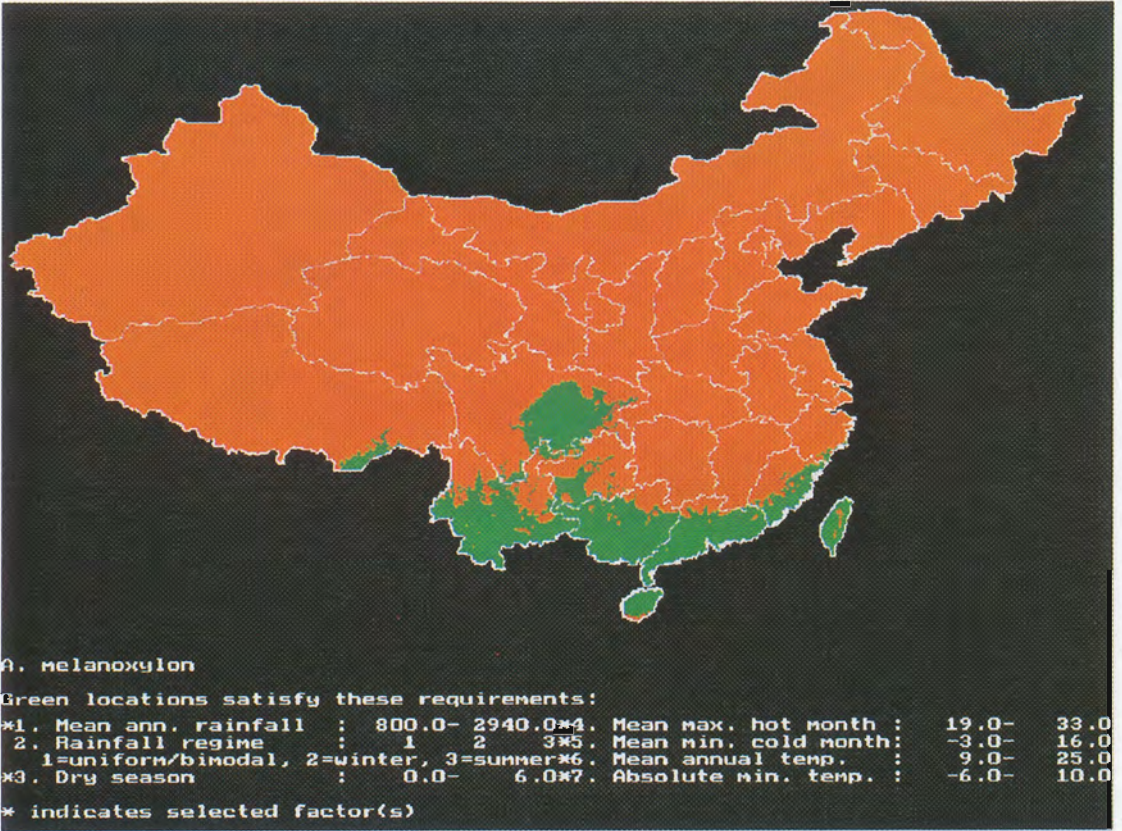 A. melanoxylon
Green locations satisfy these requirements:
*1. Mean ann. rainfall : 800.0- 2940.0*4. Mean max. hot month : 19.0- 33.0
2. Rainfall regime : 1 2 3*5. Mean min. cold month: -3.0- 16.0
1=uniform/bimodal, 2=winter, 3=summer*6. Mean annual temp. : 9.0- 25.0
*3. Dry season : 0.0- 6.0*7. Absolute min. temp. : -6.0- 10.0
* indicates selected factor(s)